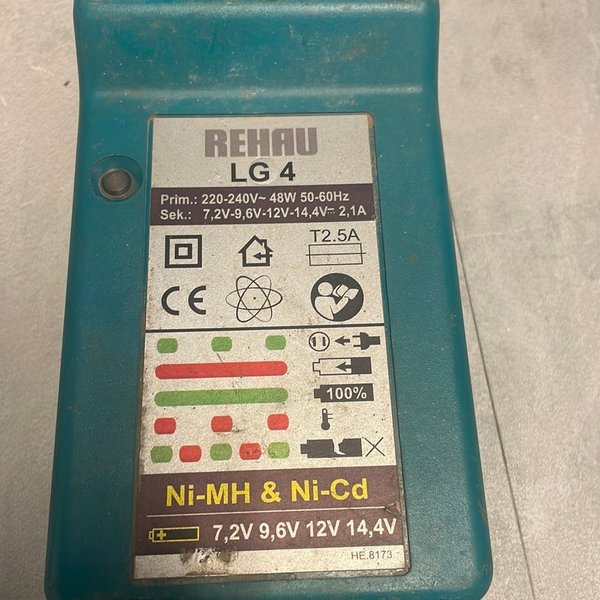 REHAU
LG 4
Prim.: 220-240V~ 48W 50-60Hz
Sek.: 7,2V-9,6V-12V-14,4V⎓ 2,1A
T2.5A
CE
100%
Ni-MH & Ni-Cd
+ 7,2V 9,6V 12V 14,4V
HE.8173